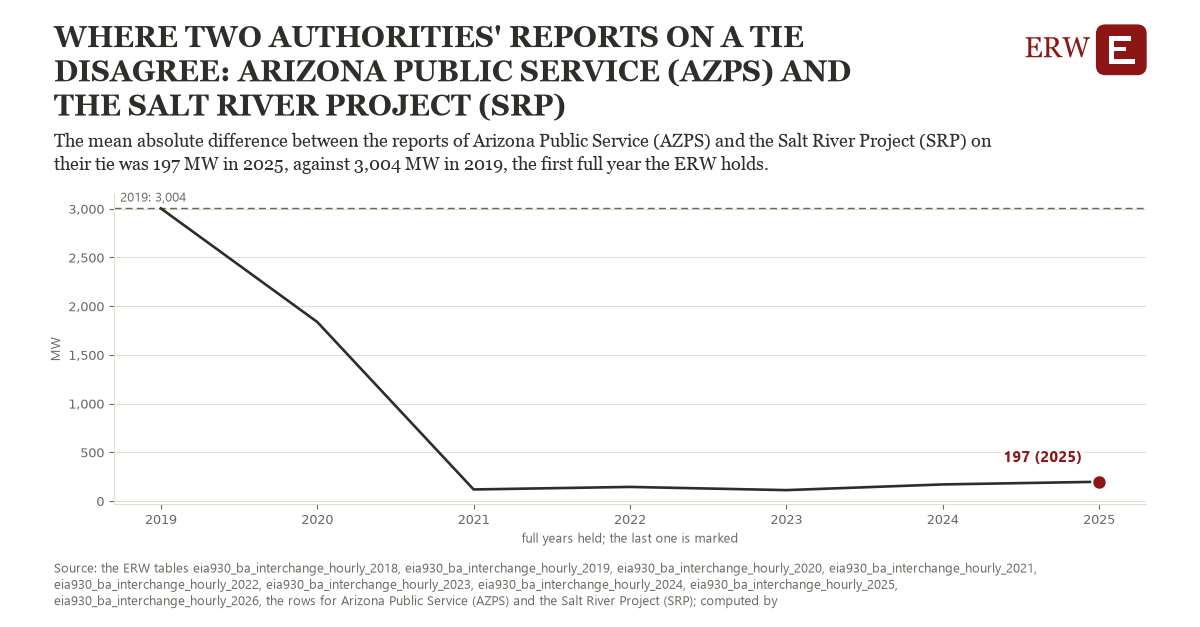 WHERE TWO AUTHORITIES' REPORTS ON A TIE
DISAGREE: ARIZONA PUBLIC SERVICE (AZPS) AND
THE SALT RIVER PROJECT (SRP)
ERW E
The mean absolute difference between the reports of Arizona Public Service (AZPS) and the Salt River Project (SRP) on
their tie was 197 MW in 2025, against 3,004 MW in 2019, the first full year the ERW holds.
2019: 3,004
3,000
2,500
2,000
1,500
1,000
500
0
MW
197 (2025)
2019 2020 2021 2022 2023 2024 2025
full years held; the last one is marked
Source: the ERW tables eia930_ba_interchange_hourly_2018, eia930_ba_interchange_hourly_2019, eia930_ba_interchange_hourly_2020, eia930_ba_interchange_hourly_2021,
eia930_ba_interchange_hourly_2022, eia930_ba_interchange_hourly_2023, eia930_ba_interchange_hourly_2024, eia930_ba_interchange_hourly_2025,
eia930_ba_interchange_hourly_2026, the rows for Arizona Public Service (AZPS) and the Salt River Project (SRP); computed by